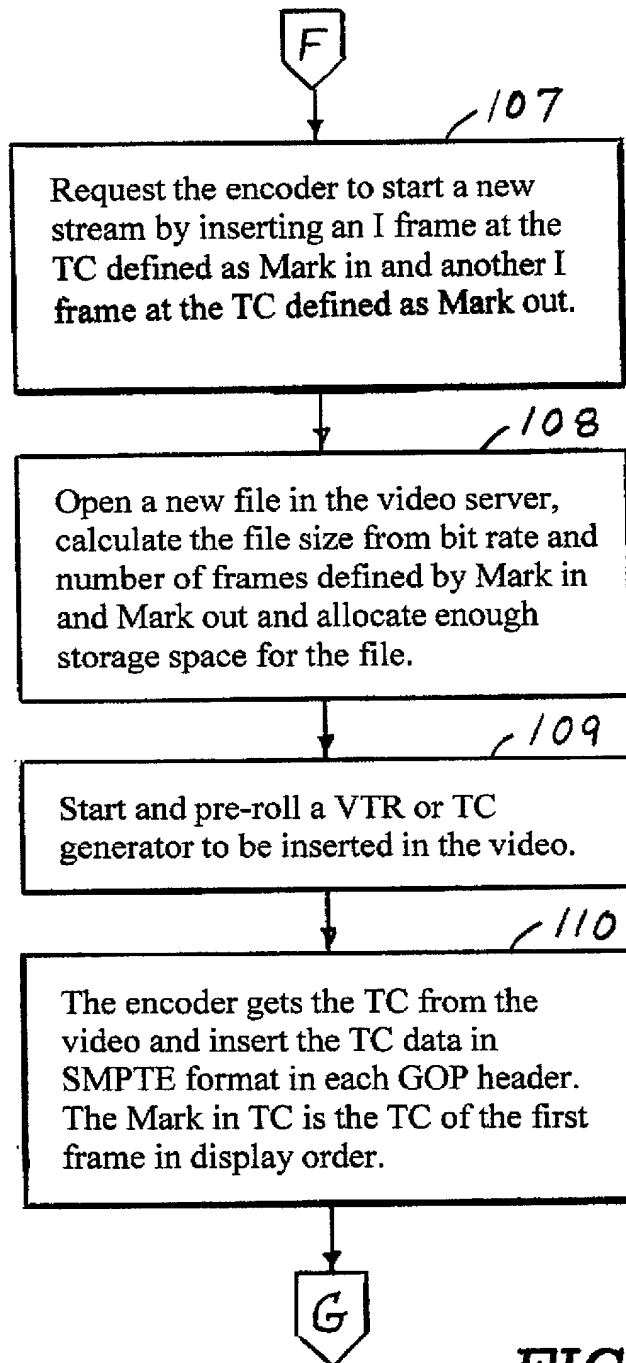 F
107
Request the encoder to start a new
stream by inserting an I frame at the
TC defined as Mark in and another I
frame at the TC defined as Mark out.
108
Open a new file in the video server,
calculate the file size from bit rate and
number of frames defined by Mark in
and Mark out and allocate enough
storage space for the file.
109
Start and pre-roll a VTR or TC
generator to be inserted in the video.
110
The encoder gets the TC from the
video and insert the TC data in
SMPTE format in each GOP header.
The Mark in TC is the TC of the first
frame in display order.
G
FIG